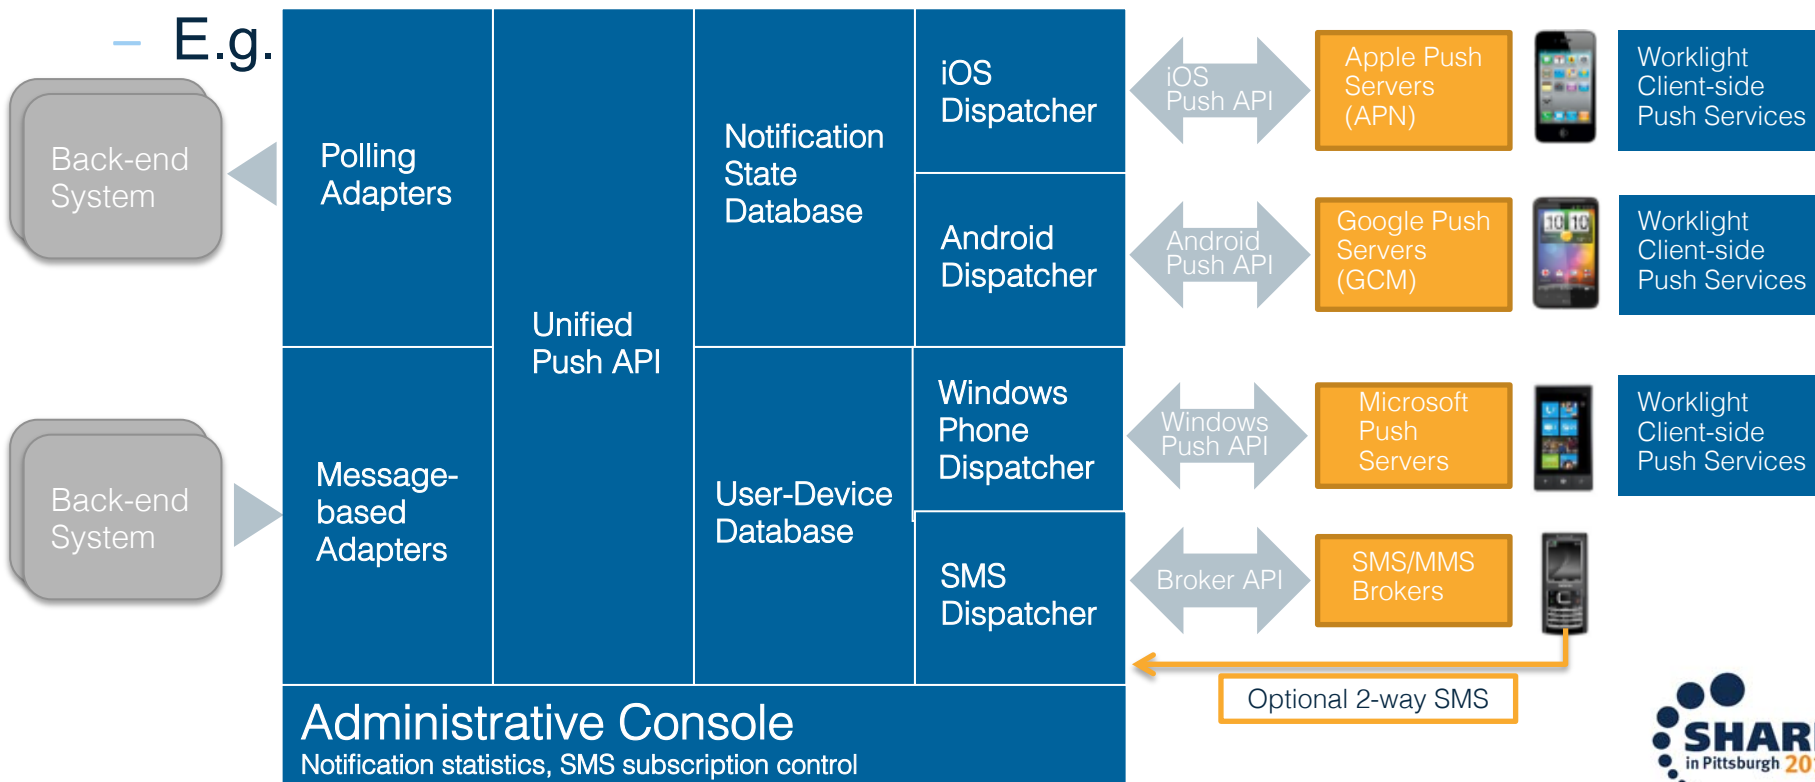 – E.g.
Back-end
System
Back-end
System
Polling
Adapters
Message-
based
Adapters
Unified
Push API
Notification
State
Database
User-Device
Database
iOS
Dispatcher
Android
Dispatcher
Windows
Phone
Dispatcher
SMS
Dispatcher
iOS
Push API
Android
Push API
Windows
Push API
Broker API
Apple Push
Servers
(APN)
Google Push
Servers
(GCM)
Microsoft
Push
Servers
SMS/MMS
Brokers
Worklight
Client-side
Push Services
Worklight
Client-side
Push Services
Worklight
Client-side
Push Services
Optional 2-way SMS
Administrative Console
Notification statistics, SMS subscription control
SHAR
in Pittsburgh 20